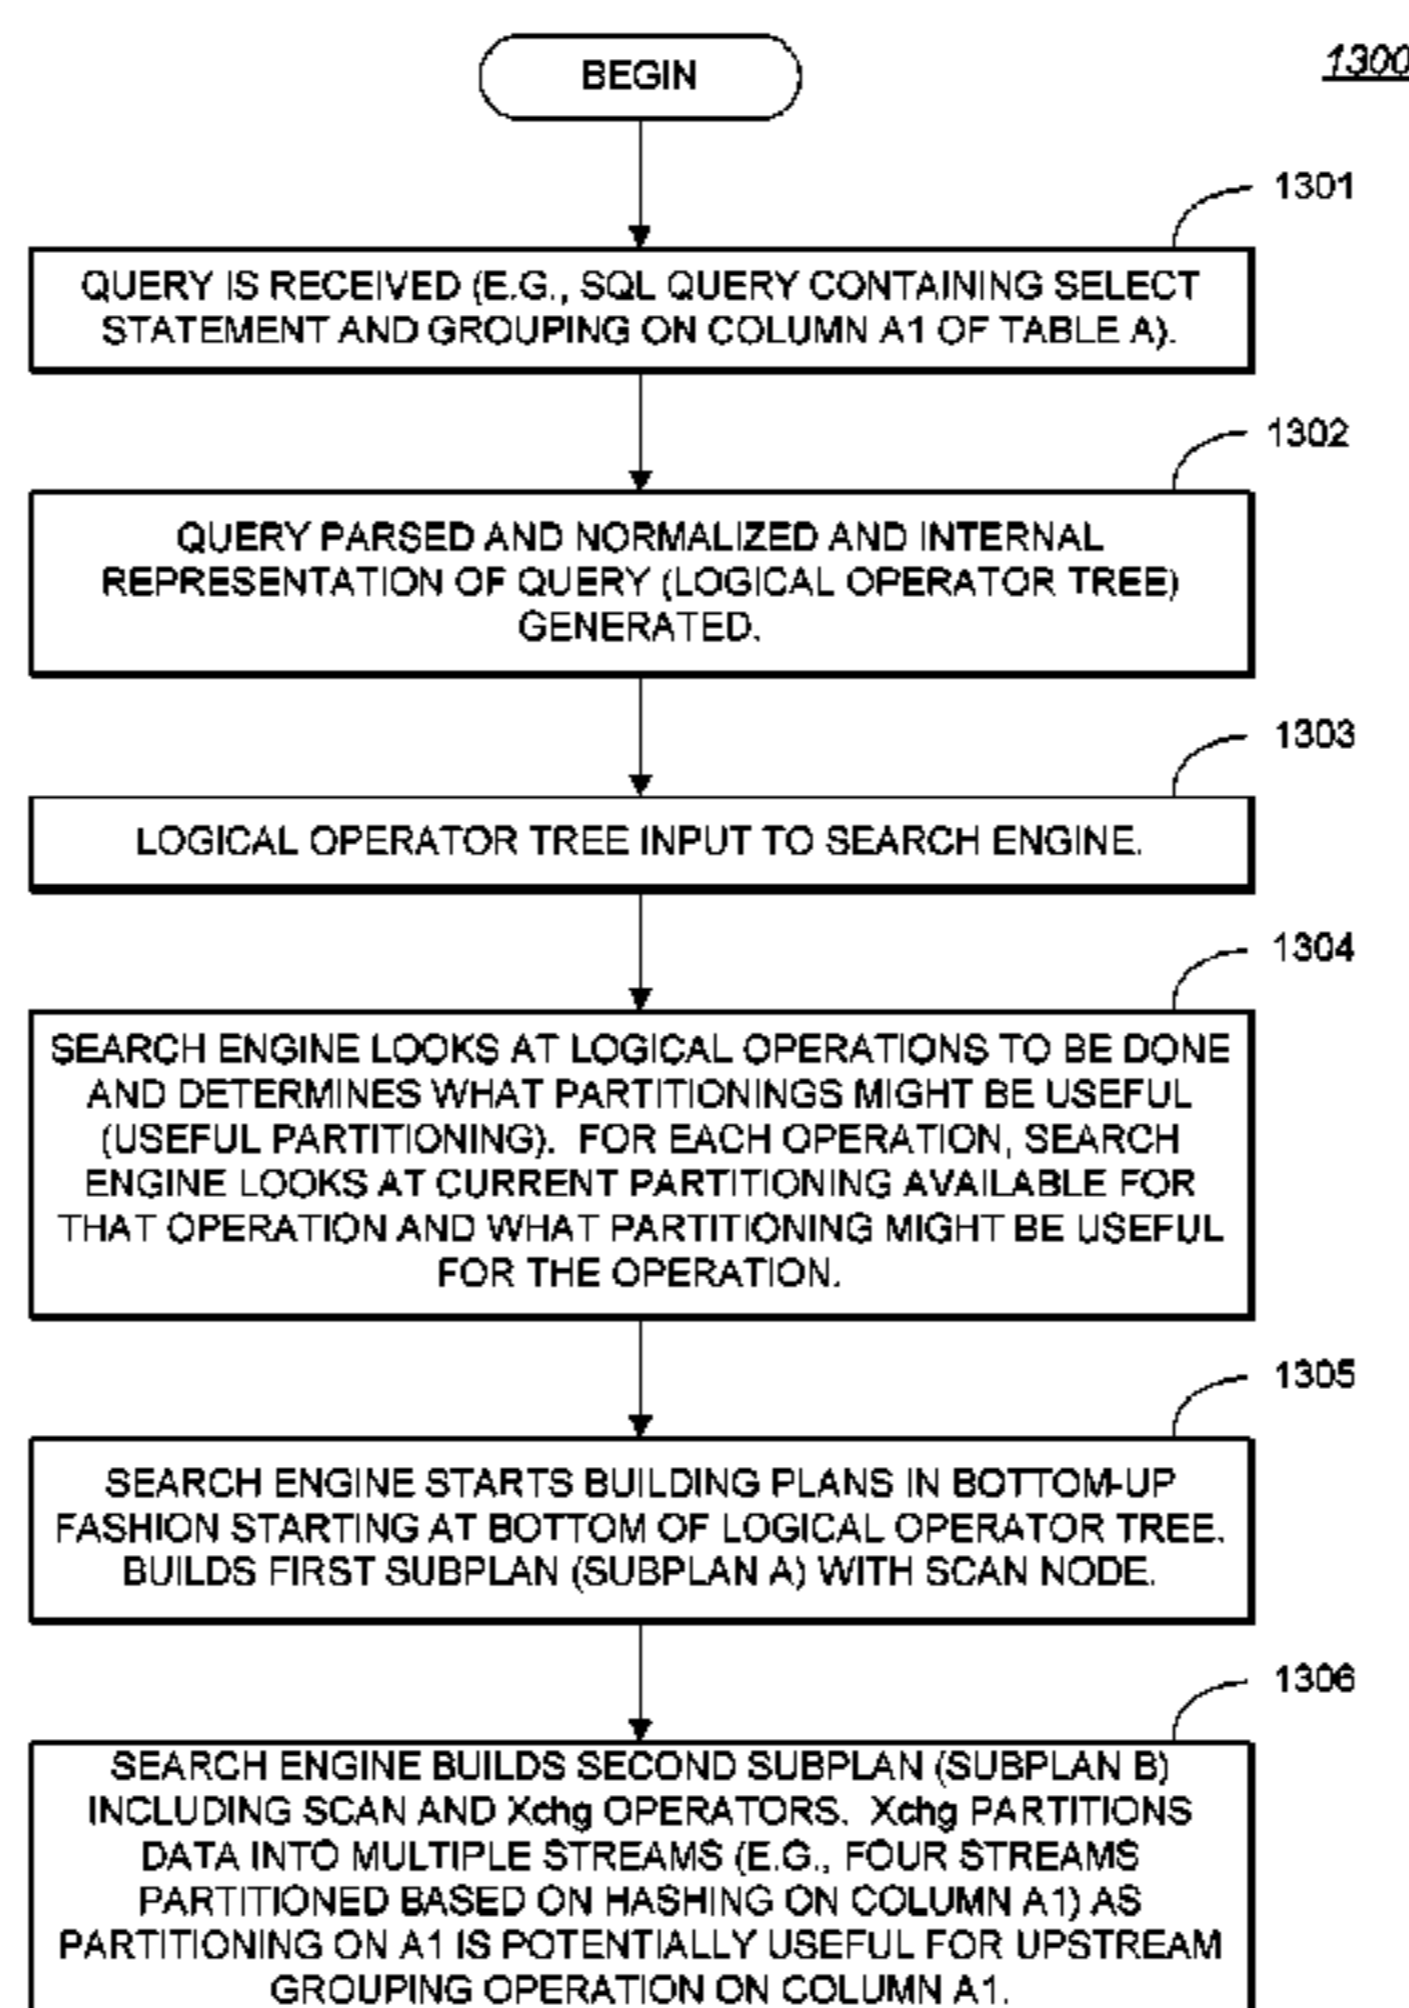 BEGIN
1300
1301
QUERY IS RECEIVED (E.G., SQL QUERY CONTAINING SELECT
STATEMENT AND GROUPING ON COLUMN A1 OF TABLE A).
1302
QUERY PARSED AND NORMALIZED AND INTERNAL
REPRESENTATION OF QUERY (LOGICAL OPERATOR TREE)
GENERATED.
1303
LOGICAL OPERATOR TREE INPUT TO SEARCH ENGINE.
1304
SEARCH ENGINE LOOKS AT LOGICAL OPERATIONS TO BE DONE
AND DETERMINES WHAT PARTITIONINGS MIGHT BE USEFUL
(USEFUL PARTITIONING). FOR EACH OPERATION, SEARCH
ENGINE LOOKS AT CURRENT PARTITIONING AVAILABLE FOR
THAT OPERATION AND WHAT PARTITIONING MIGHT BE USEFUL
FOR THE OPERATION.
1305
SEARCH ENGINE STARTS BUILDING PLANS IN BOTTOM-UP
FASHION STARTING AT BOTTOM OF LOGICAL OPERATOR TREE.
BUILDS FIRST SUBPLAN (SUBPLAN A) WITH SCAN NODE.
1306
SEARCH ENGINE BUILDS SECOND SUBPLAN (SUBPLAN B)
INCLUDING SCAN AND Xchg OPERATORS. Xchg PARTITIONS
DATA INTO MULTIPLE STREAMS (E.G., FOUR STREAMS
PARTITIONED BASED ON HASHING ON COLUMN A1) AS
PARTITIONING ON A1 IS POTENTIALLY USEFUL FOR UPSTREAM
GROUPING OPERATION ON COLUMN A1.